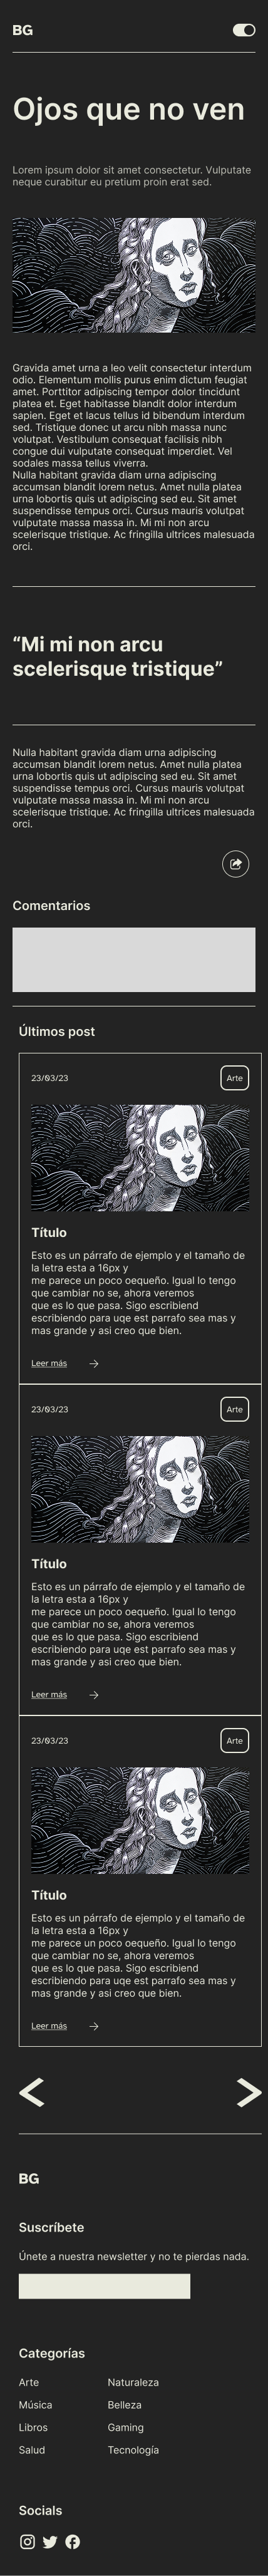 BG
Ojos que no ven
Lorem ipsum dolor sit amet consectetur. Vulputate
neque curabitur eu pretium proin erat sed.
Gravida amet urna a leo velit consectetur interdum
odio. Elementum mollis purus enim dictum feugiat
amet. Porttitor adipiscing tempor dolor tincidunt
platea et. Eget habitasse blandit dolor interdum
sapien. Eget et lacus tellus id bibendum interdum
sed. Tristique donec ut arcu nibh massa nunc
volutpat. Vestibulum consequat facilisis nibh
congue dui vulputate consequat imperdiet. Vel
sodales massa tellus viverra.
Nulla habitant gravida diam urna adipiscing
accumsan blandit lorem netus. Amet nulla platea
urna lobortis quis ut adipiscing sed eu. Sit amet
suspendisse tempus orci. Cursus mauris volutpat
vulputate massa massa in. Mi mi non arcu
scelerisque tristique. Ac fringilla ultrices malesuada
orci.
“Mi mi non arcu
scelerisque tristique”
Nulla habitant gravida diam urna adipiscing
accumsan blandit lorem netus. Amet nulla platea
urna lobortis quis ut adipiscing sed eu. Sit amet
suspendisse tempus orci. Cursus mauris volutpat
vulputate massa massa in. Mi mi non arcu
scelerisque tristique. Ac fringilla ultrices malesuada
orci.
Comentarios
Últimos post
23/03/23 Arte
Título
Esto es un párrafo de ejemplo y el tamaño de
la letra esta a 16px y
me parece un poco oequeño. Igual lo tengo
que cambiar no se, ahora veremos
que es lo que pasa. Sigo escribiend
escribiendo para uqe est parrafo sea mas y
mas grande y asi creo que bien.
Leer más
23/03/23 Arte
Título
Esto es un párrafo de ejemplo y el tamaño de
la letra esta a 16px y
me parece un poco oequeño. Igual lo tengo
que cambiar no se, ahora veremos
que es lo que pasa. Sigo escribiend
escribiendo para uqe est parrafo sea mas y
mas grande y asi creo que bien.
Leer más
23/03/23 Arte
Título
Esto es un párrafo de ejemplo y el tamaño de
la letra esta a 16px y
me parece un poco oequeño. Igual lo tengo
que cambiar no se, ahora veremos
que es lo que pasa. Sigo escribiend
escribiendo para uqe est parrafo sea mas y
mas grande y asi creo que bien.
Leer más
BG
Suscríbete
Únete a nuestra newsletter y no te pierdas nada.
Categorías
Arte Naturaleza
Música Belleza
Libros Gaming
Salud Tecnología
Socials